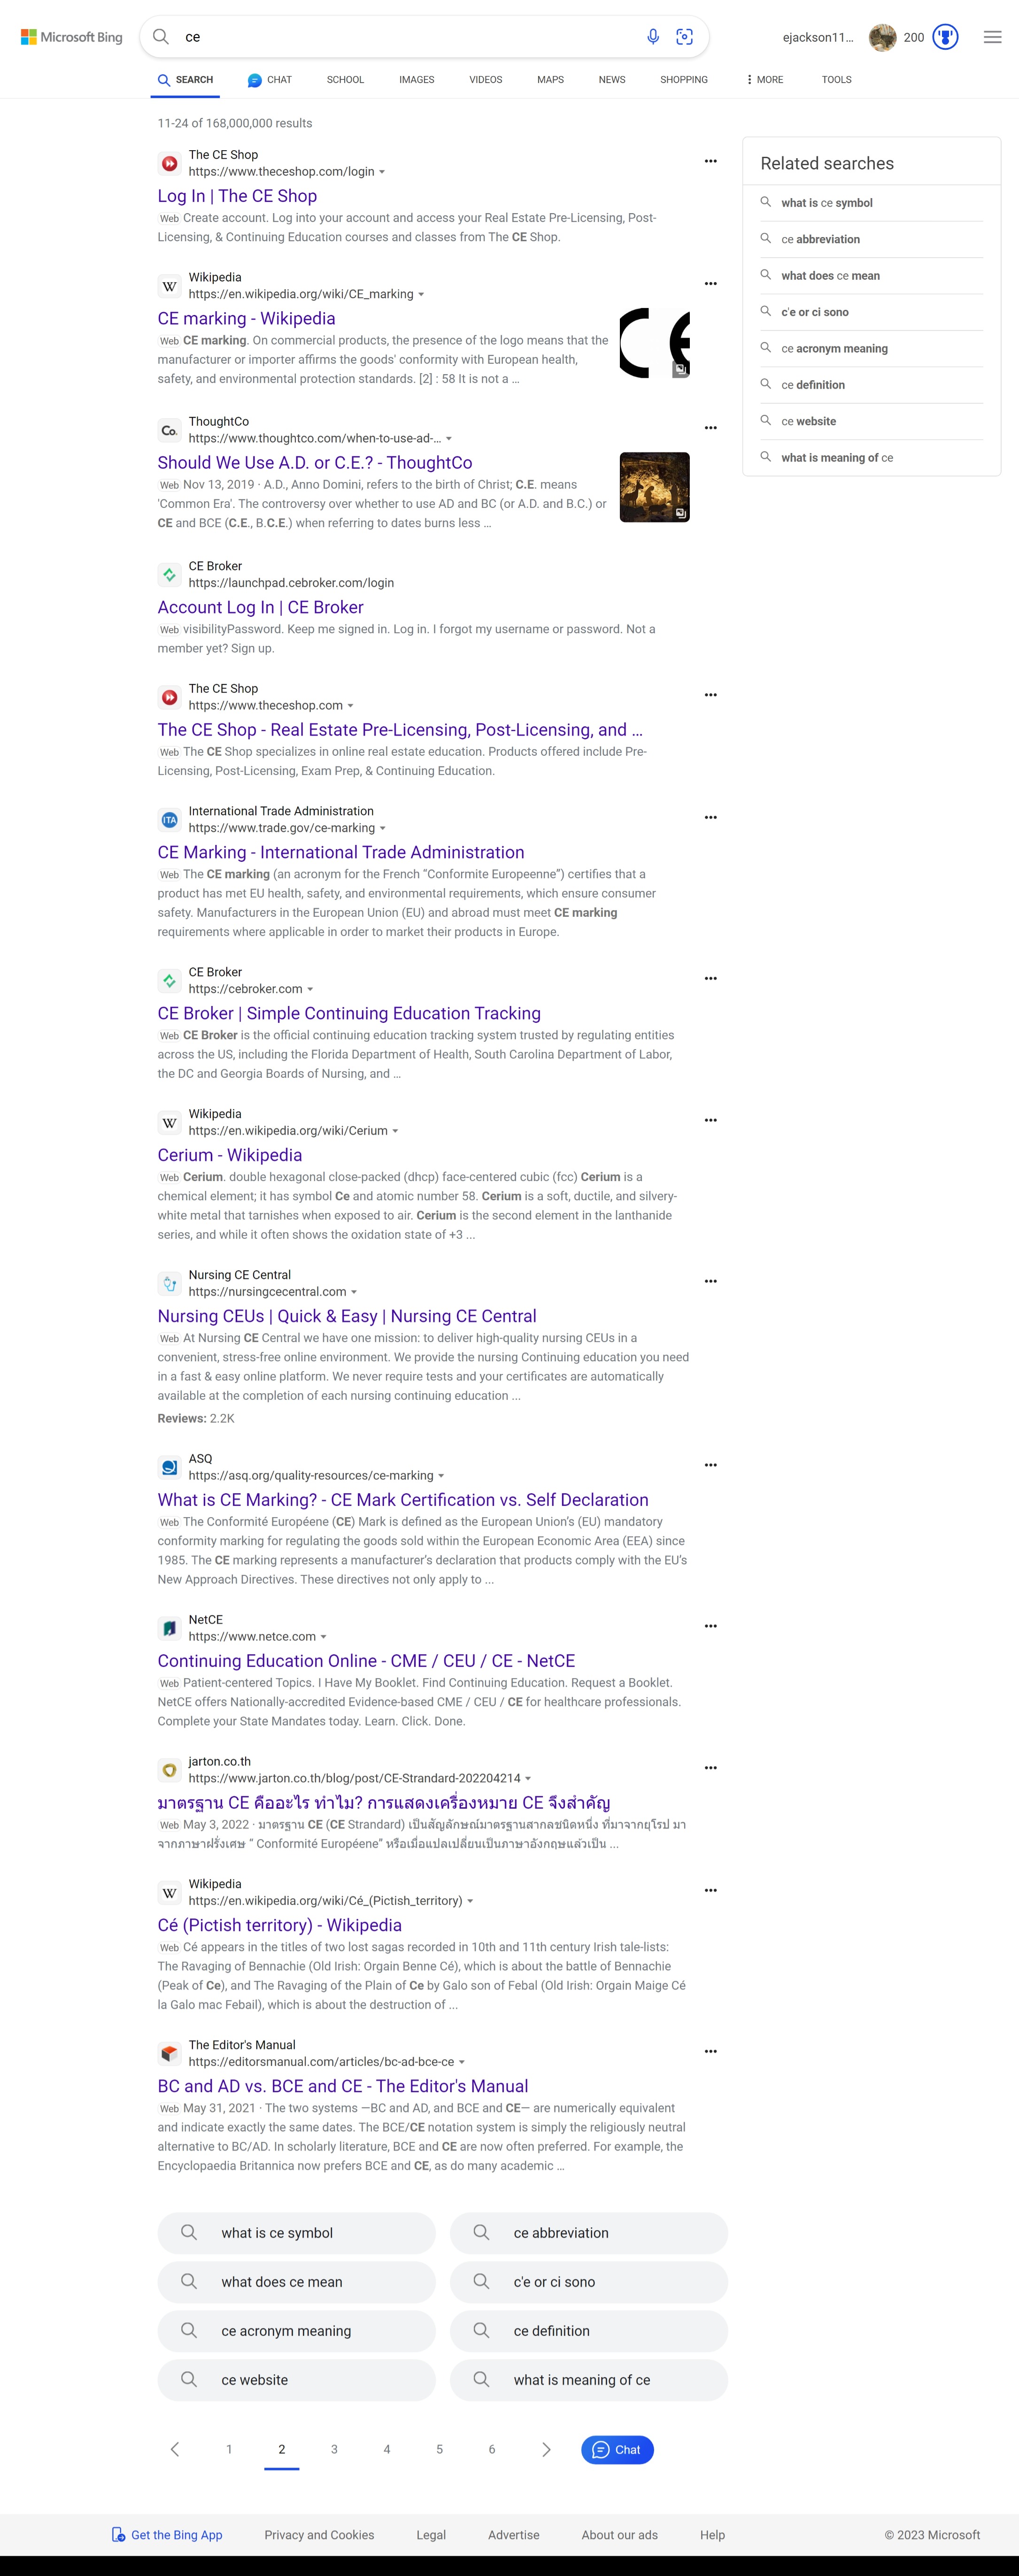 Microsoft Bing
ce
ejackson11...
200
SEARCH
CHAT
SCHOOL
IMAGES
VIDEOS
MAPS
NEWS
SHOPPING
MORE
TOOLS
11-24 of 168,000,000 results
The CE Shop
https://www.theceshop.com/login
Log In | The CE Shop
Web Create account. Log into your account and access your Real Estate Pre-Licensing, Post-
Licensing, & Continuing Education courses and classes from The CE Shop.
W
Wikipedia
https://en.wikipedia.org/wiki/CE_marking
CE marking - Wikipedia
Web CE marking. On commercial products, the presence of the logo means that the
manufacturer or importer affirms the goods' conformity with European health,
safety, and environmental protection standards. [2] : 58 It is not a ...
CE
Co.
ThoughtCo
https://www.thoughtco.com/when-to-use-ad-...
Should We Use A.D. or C.E.? - ThoughtCo
Web Nov 13, 2019 · A.D., Anno Domini, refers to the birth of Christ; C.E. means
'Common Era'. The controversy over whether to use AD and BC (or A.D. and B.C.) or
CE and BCE (C.E., B.C.E.) when referring to dates burns less ...
CE Broker
https://launchpad.cebroker.com/login
Account Log In | CE Broker
Web visibilityPassword. Keep me signed in. Log in. I forgot my username or password. Not a
member yet? Sign up.
The CE Shop
https://www.theceshop.com
The CE Shop - Real Estate Pre-Licensing, Post-Licensing, and ...
Web The CE Shop specializes in online real estate education. Products offered include Pre-
Licensing, Post-Licensing, Exam Prep, & Continuing Education.
ITA
International Trade Administration
https://www.trade.gov/ce-marking
CE Marking - International Trade Administration
Web The CE marking (an acronym for the French “Conformite Europeenne”) certifies that a
product has met EU health, safety, and environmental requirements, which ensure consumer
safety. Manufacturers in the European Union (EU) and abroad must meet CE marking
requirements where applicable in order to market their products in Europe.
CE Broker
https://cebroker.com
CE Broker | Simple Continuing Education Tracking
Web CE Broker is the official continuing education tracking system trusted by regulating entities
across the US, including the Florida Department of Health, South Carolina Department of Labor,
the DC and Georgia Boards of Nursing, and ...
W
Wikipedia
https://en.wikipedia.org/wiki/Cerium
Cerium - Wikipedia
Web Cerium. double hexagonal close-packed (dhcp) face-centered cubic (fcc) Cerium is a
chemical element; it has symbol Ce and atomic number 58. Cerium is a soft, ductile, and silvery-
white metal that tarnishes when exposed to air. Cerium is the second element in the lanthanide
series, and while it often shows the oxidation state of +3 ...
Nursing CE Central
https://nursingcecentral.com
Nursing CEUs | Quick & Easy | Nursing CE Central
Web At Nursing CE Central we have one mission: to deliver high-quality nursing CEUs in a
convenient, stress-free online environment. We provide the nursing Continuing education you need
in a fast & easy online platform. We never require tests and your certificates are automatically
available at the completion of each nursing continuing education ...
Reviews: 2.2K
ASQ
https://asq.org/quality-resources/ce-marking
What is CE Marking? - CE Mark Certification vs. Self Declaration
Web The Conformité Européene (CE) Mark is defined as the European Union’s (EU) mandatory
conformity marking for regulating the goods sold within the European Economic Area (EEA) since
1985. The CE marking represents a manufacturer’s declaration that products comply with the EU’s
New Approach Directives. These directives not only apply to ...
NetCE
https://www.netce.com
Continuing Education Online - CME / CEU / CE - NetCE
Web Patient-centered Topics. I Have My Booklet. Find Continuing Education. Request a Booklet.
NetCE offers Nationally-accredited Evidence-based CME / CEU / CE for healthcare professionals.
Complete your State Mandates today. Learn. Click. Done.
jarton.co.th
https://www.jarton.co.th/blog/post/CE-Strandard-202204214
มาตรฐาน CE คืออะไร ทำไม? การแสดงเครื่องหมาย CE จึงสำคัญ
Web May 3, 2022 · มาตรฐาน CE (CE Strandard) เป็นสัญลักษณ์มาตรฐานสากลชนิดหนึ่ง ที่มาจากยุโรป มา
จากภาษาฝรั่งเศษ “ Conformité Européene” หรือเมื่อแปลเปลี่ยนเป็นภาษาอังกฤษแล้วเป็น ...
W
Wikipedia
https://en.wikipedia.org/wiki/Cé_(Pictish_territory)
Cé (Pictish territory) - Wikipedia
Web Cé appears in the titles of two lost sagas recorded in 10th and 11th century Irish tale-lists:
The Ravaging of Bennachie (Old Irish: Orgain Benne Cé), which is about the battle of Bennachie
(Peak of Ce), and The Ravaging of the Plain of Ce by Galo son of Febal (Old Irish: Orgain Maige Cé
la Galo mac Febail), which is about the destruction of ...
The Editor's Manual
https://editorsmanual.com/articles/bc-ad-bce-ce
BC and AD vs. BCE and CE - The Editor's Manual
Web May 31, 2021 · The two systems —BC and AD, and BCE and CE— are numerically equivalent
and indicate exactly the same dates. The BCE/CE notation system is simply the religiously neutral
alternative to BC/AD. In scholarly literature, BCE and CE are now often preferred. For example, the
Encyclopaedia Britannica now prefers BCE and CE, as do many academic ...
Related searches
what is ce symbol
ce abbreviation
what does ce mean
c'e or ci sono
ce acronym meaning
ce definition
ce website
what is meaning of ce
what is ce symbol
ce abbreviation
what does ce mean
c'e or ci sono
ce acronym meaning
ce definition
ce website
what is meaning of ce
1
2
3
4
5
6
Chat
Get the Bing App
Privacy and Cookies
Legal
Advertise
About our ads
Help
© 2023 Microsoft